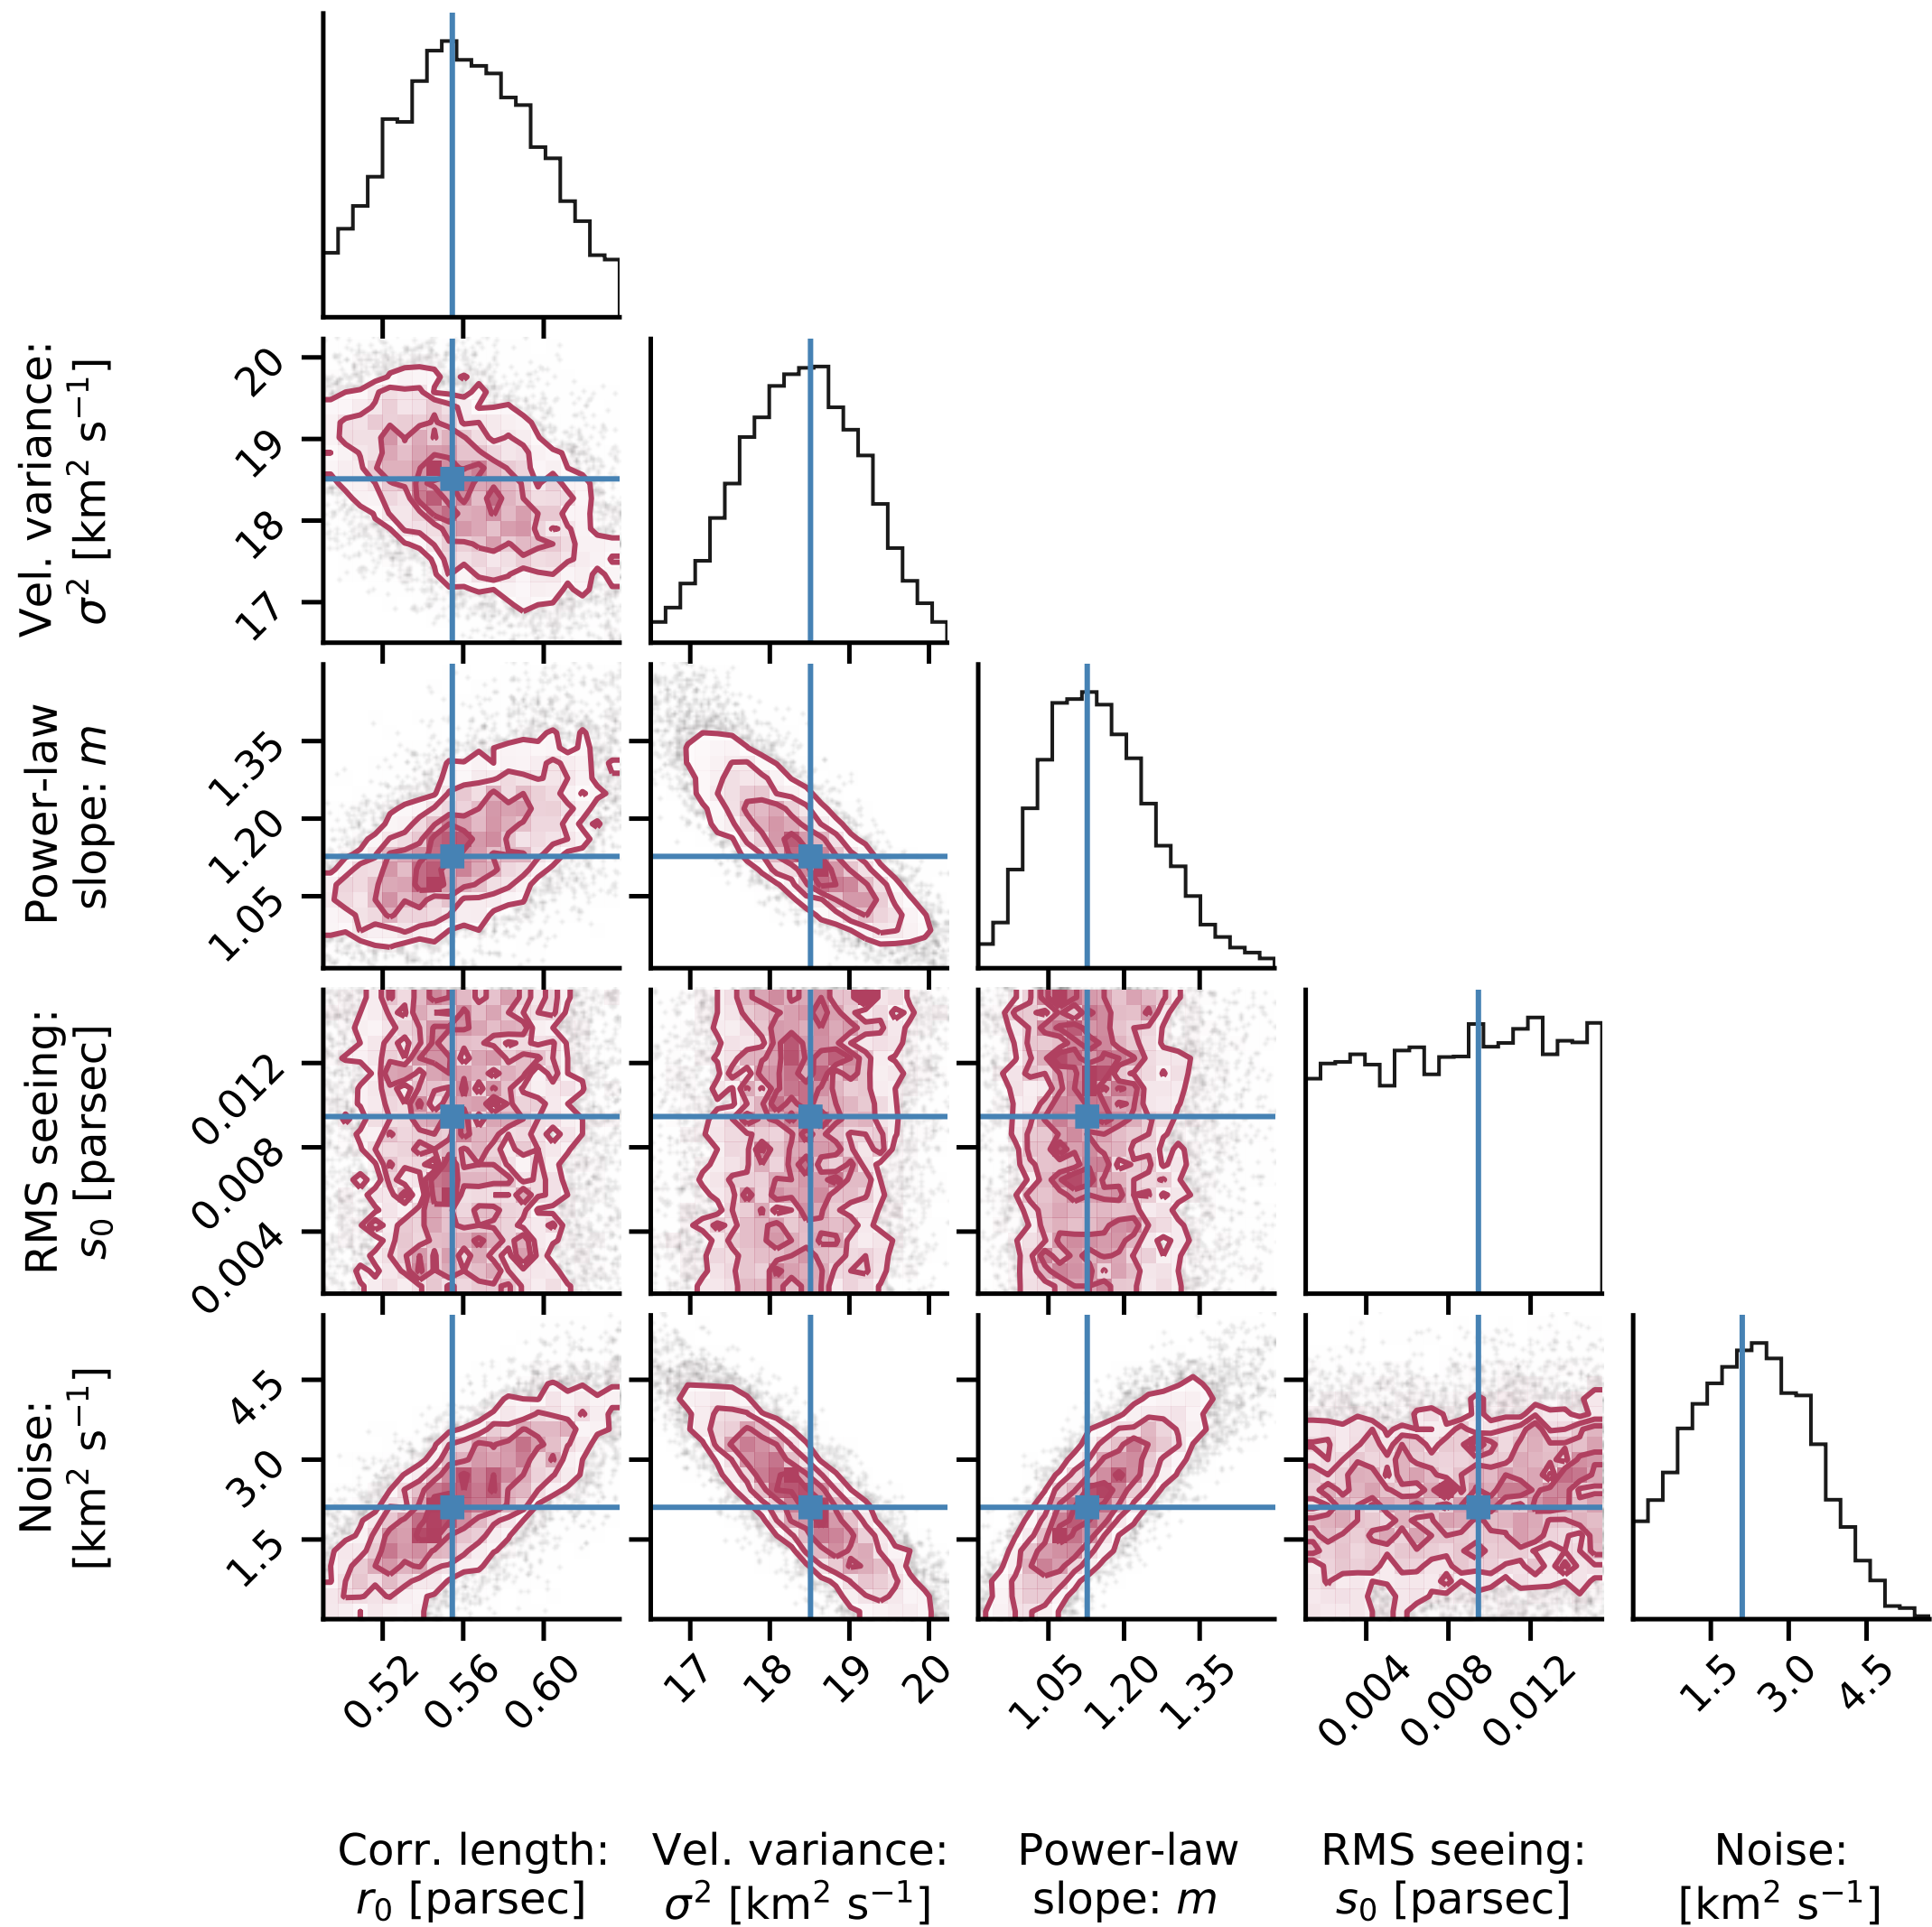 Vel. variance:
σ² [km² s⁻¹]
20
19
18
17
Power-law
slope: m
1.35
1.20
1.05
RMS seeing:
s₀ [parsec]
0.012
0.008
0.004
Noise:
[km² s⁻¹]
4.5
3.0
1.5
0.52 0.56 0.60 17 18 19 20 1.05 1.20 1.35 0.004 0.008 0.012 1.5 3.0 4.5
Corr. length: Vel. variance: Power-law RMS seeing: Noise:
r₀ [parsec] σ² [km² s⁻¹] slope: m s₀ [parsec] [km² s⁻¹]